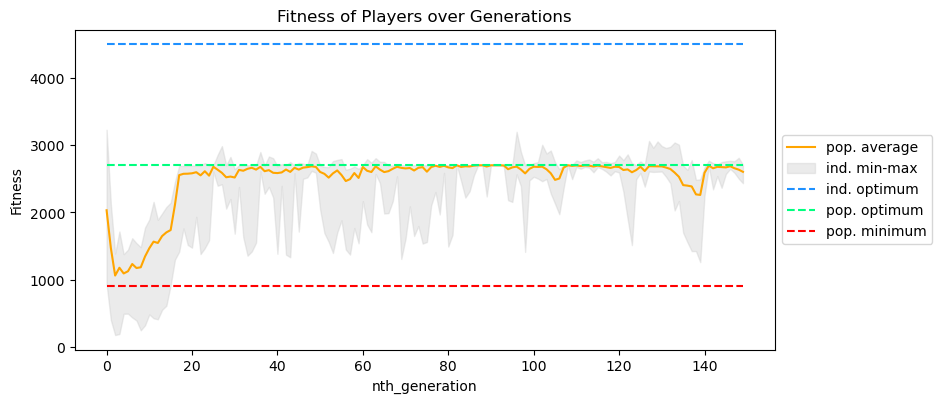 Fitness of Players over Generations
Fitness
4000
3000
2000
1000
0
0 20 40 60 80 100 120 140
nth_generation
pop. average
ind. min-max
ind. optimum
pop. optimum
pop. minimum